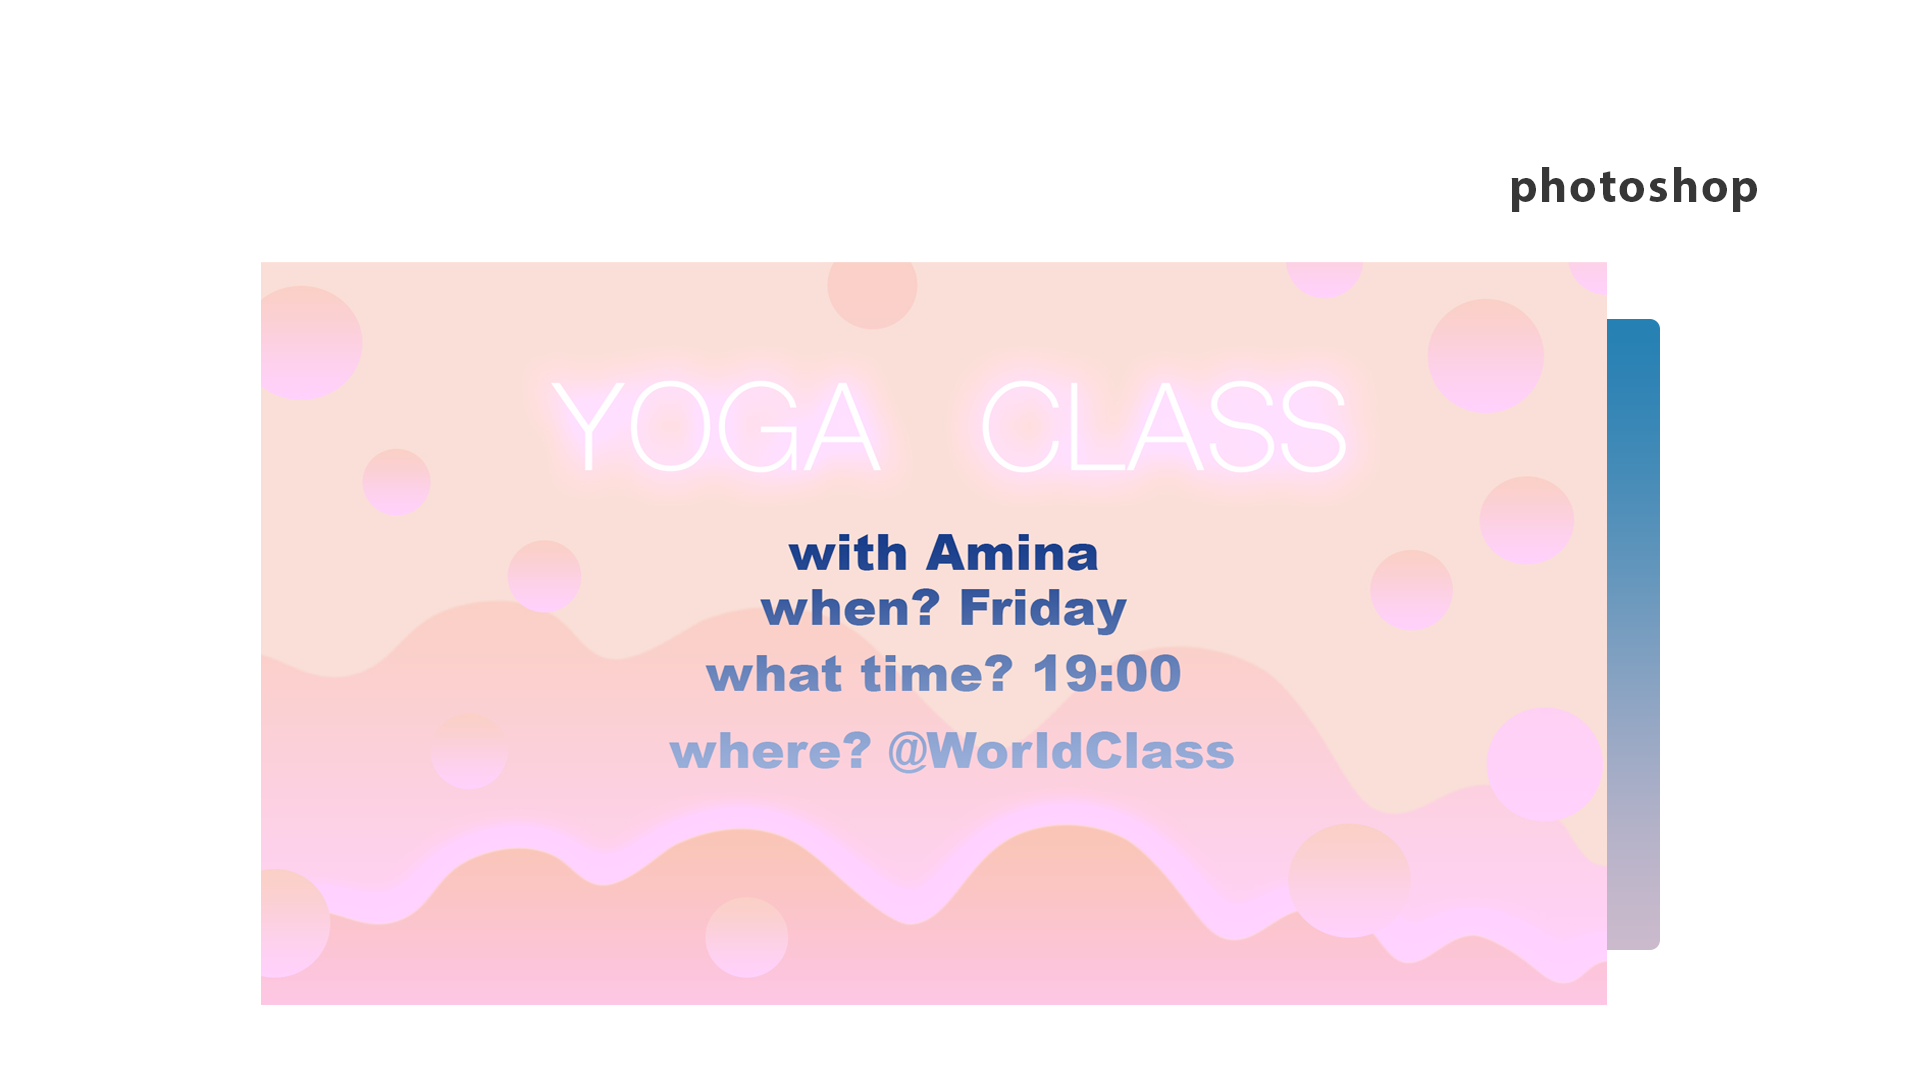 photoshop
YOGA CLASS
with Amina
when? Friday
what time? 19:00
where? @WorldClass